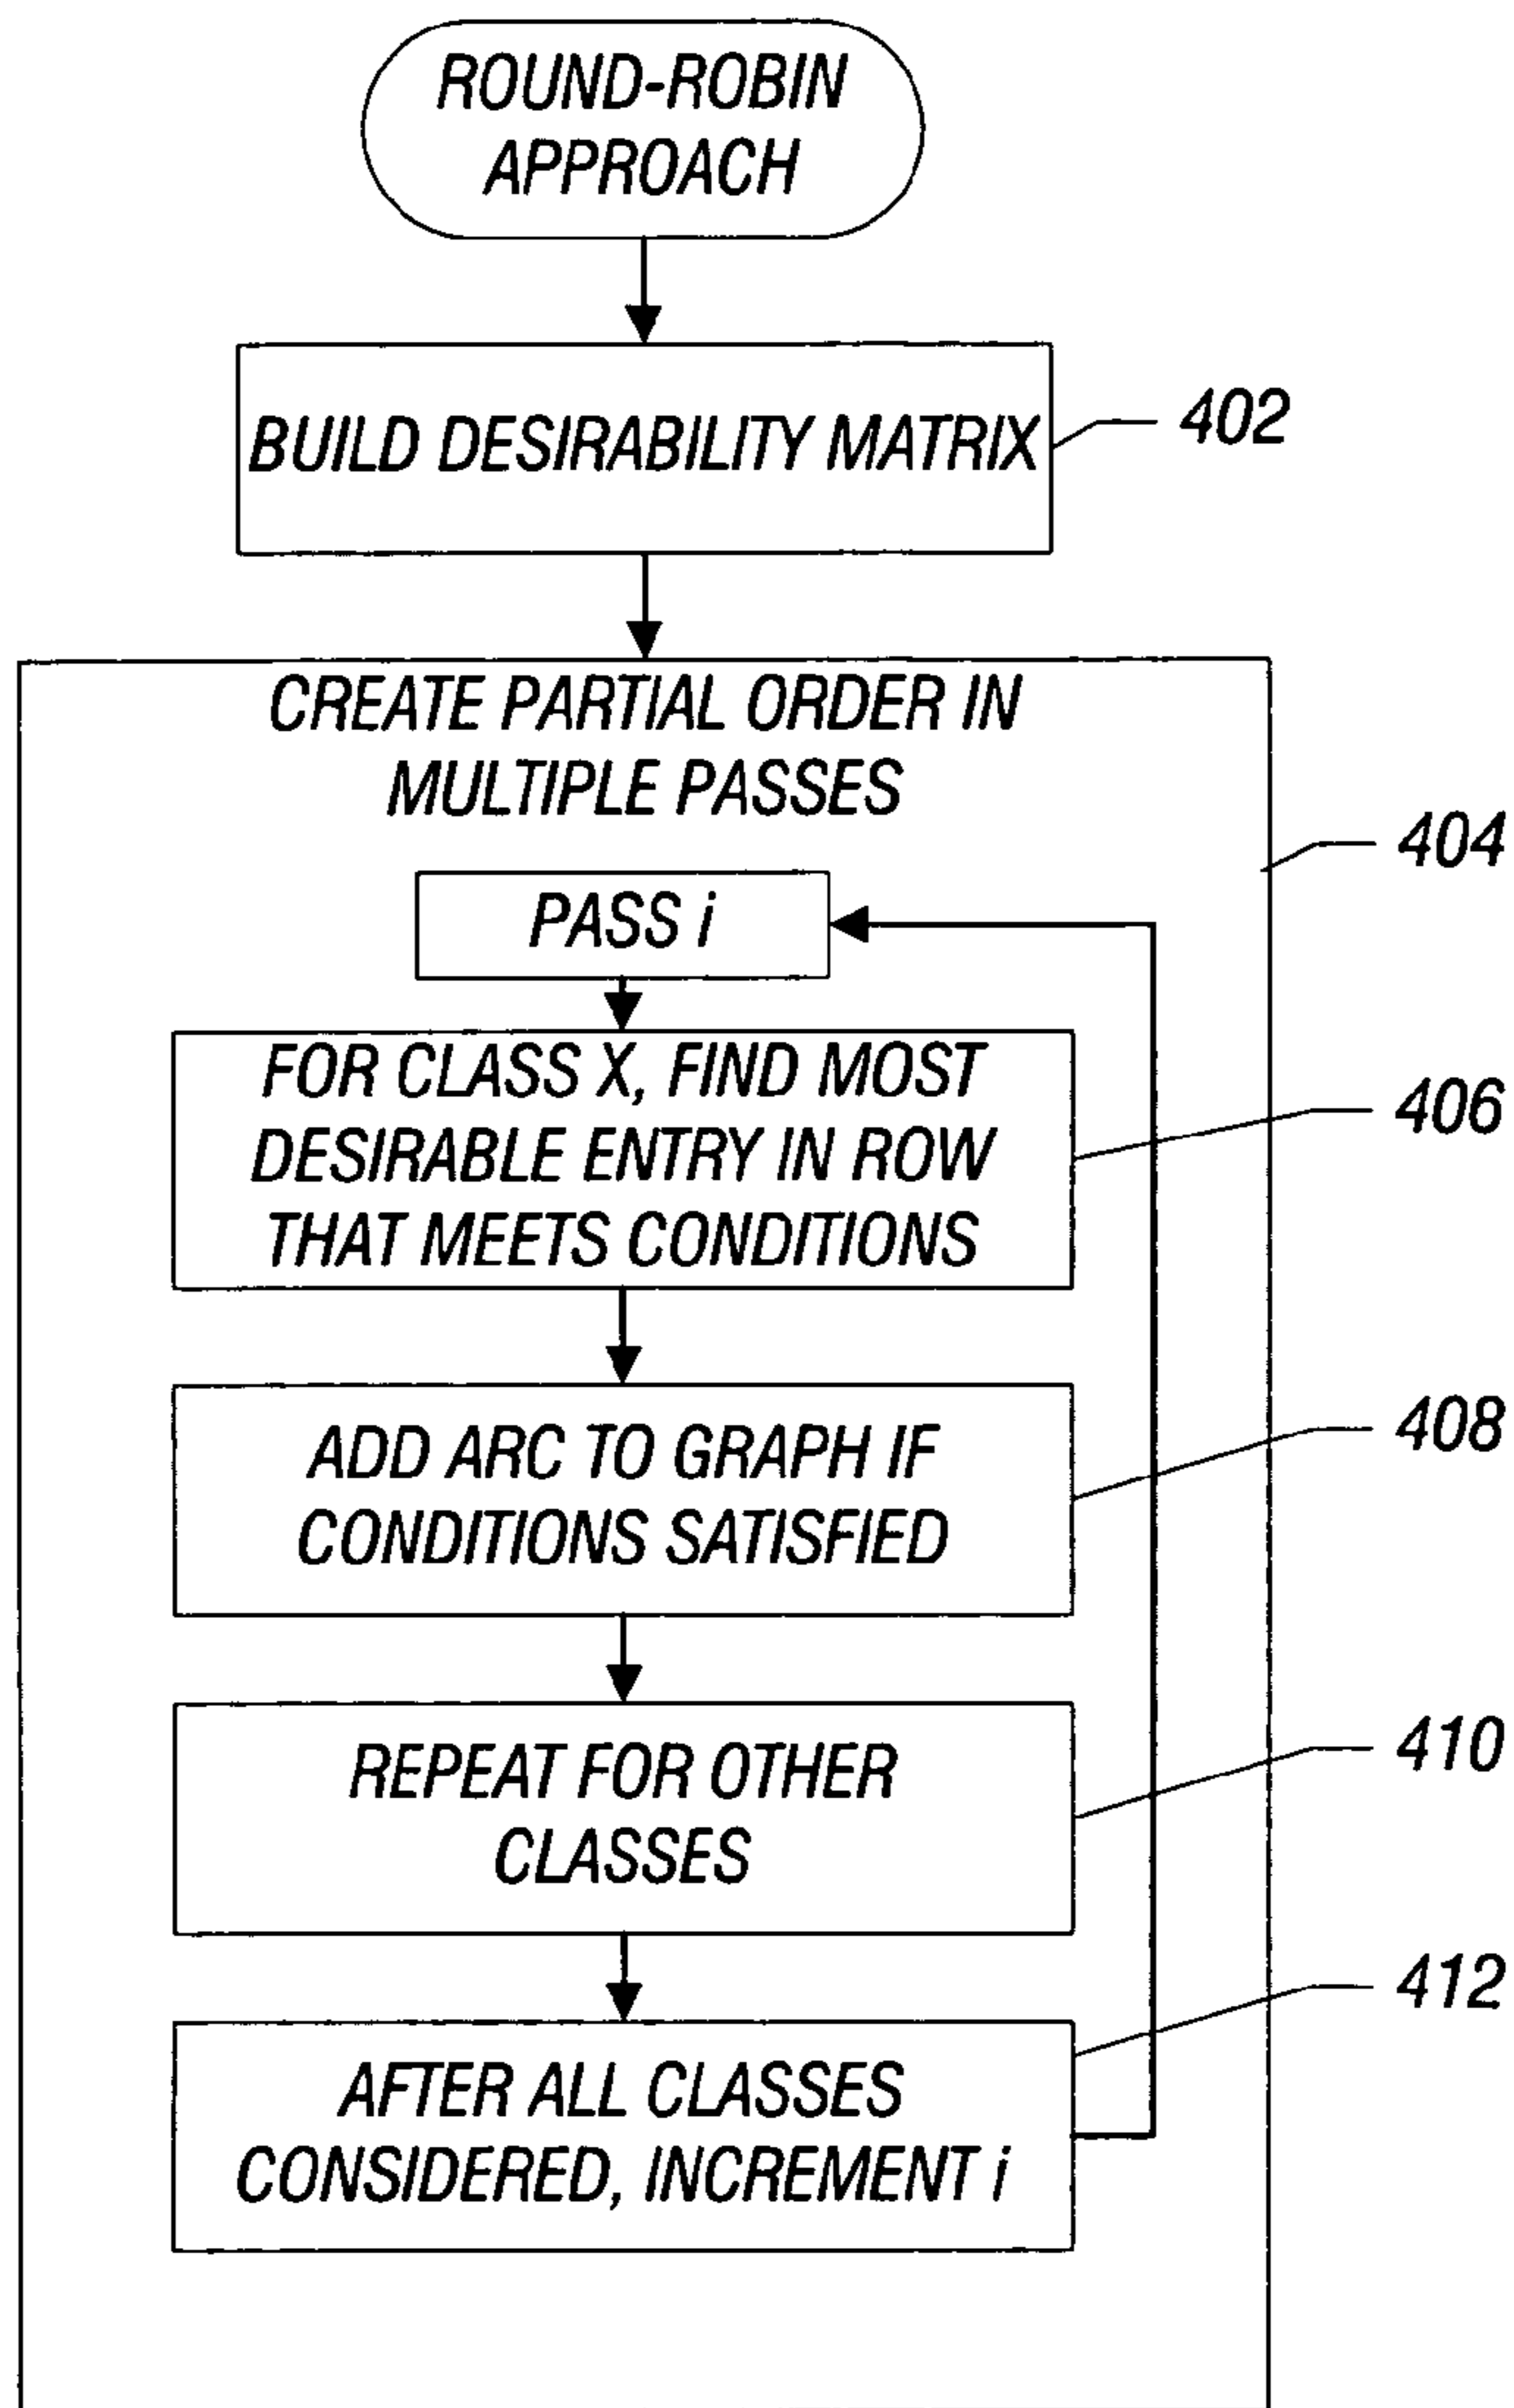 ROUND-ROBIN
APPROACH
BUILD DESIRABILITY MATRIX
402
CREATE PARTIAL ORDER IN
MULTIPLE PASSES
404
PASS i
FOR CLASS X, FIND MOST
DESIRABLE ENTRY IN ROW
THAT MEETS CONDITIONS
406
ADD ARC TO GRAPH IF
CONDITIONS SATISFIED
408
REPEAT FOR OTHER
CLASSES
410
AFTER ALL CLASSES
CONSIDERED, INCREMENT i
412